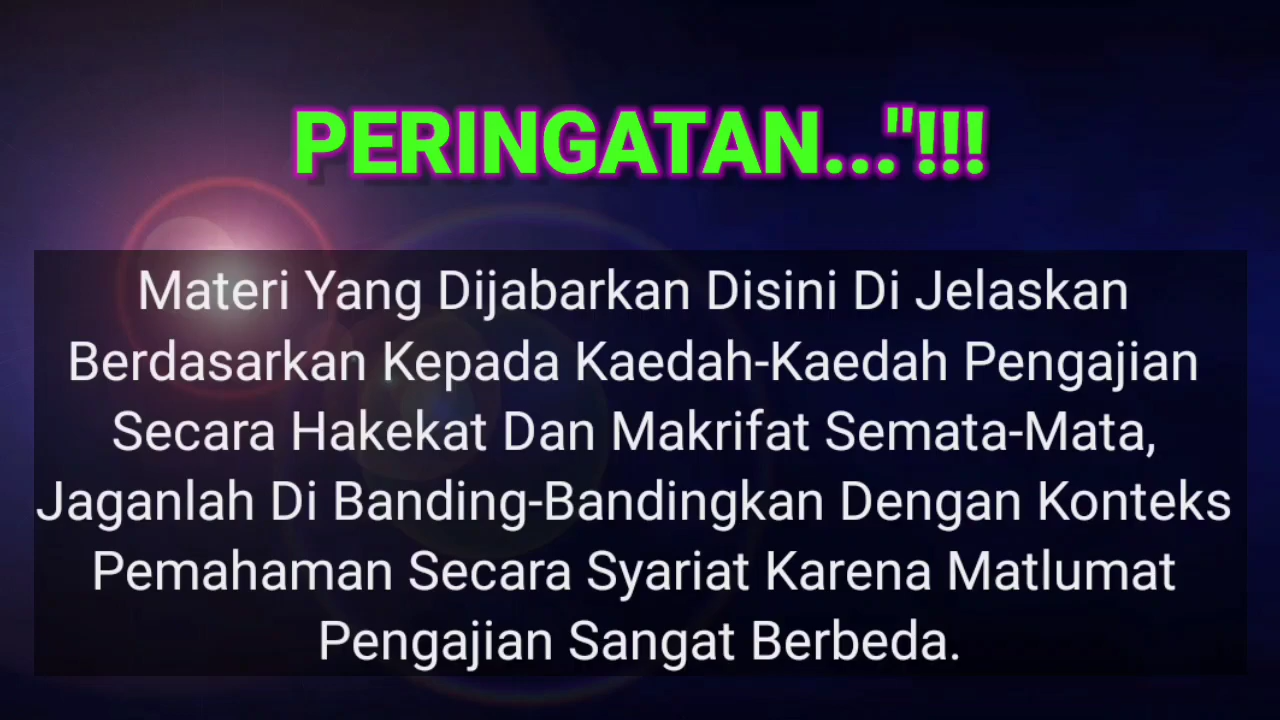 PERINGATAN..."!!!
Materi Yang Dijabarkan Disini Di Jelaskan
Berdasarkan Kepada Kaedah-Kaedah Pengajian
Secara Hakekat Dan Makrifat Semata-Mata,
Jaganlah Di Banding-Bandingkan Dengan Konteks
Pemahaman Secara Syariat Karena Matlumat
Pengajian Sangat Berbeda.